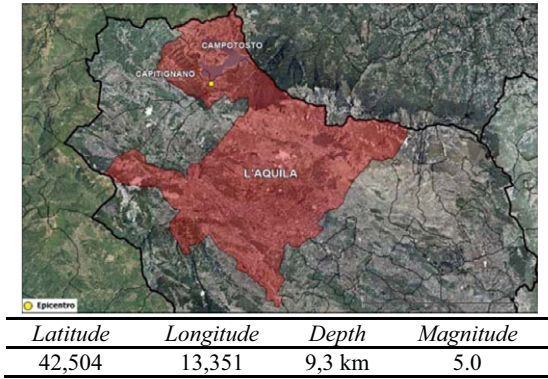 CAMPOTOSTO
CAPITIGNANO
L'AQUILA
Epicentro
Latitude Longitude Depth Magnitude
42,504 13,351 9,3 km 5.0